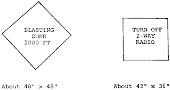 BLASTING
ZONE
1000 FT
TURN OFF
2-WAY
RADIO
About 48" x 48"
About 42" x 36"